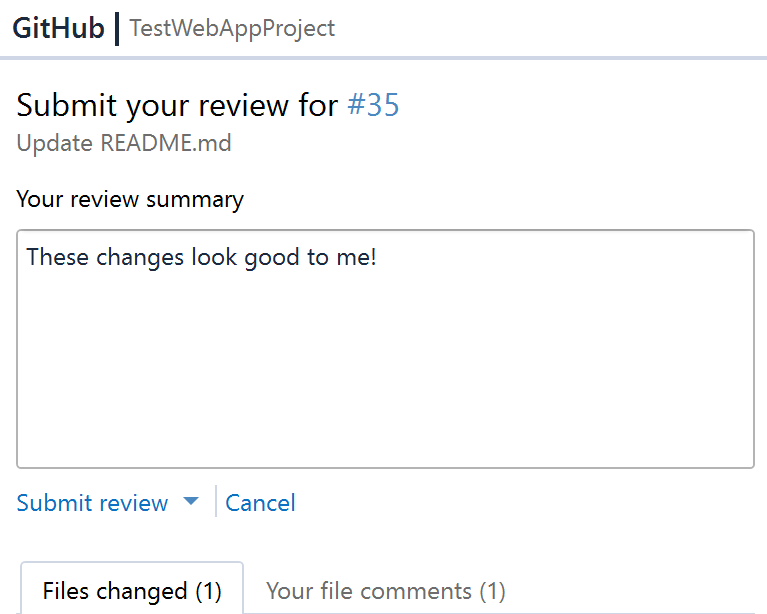 GitHub | TestWebAppProject
Submit your review for #35
Update README.md
Your review summary
These changes look good to me!
Submit review Cancel
Files changed (1) Your file comments (1)